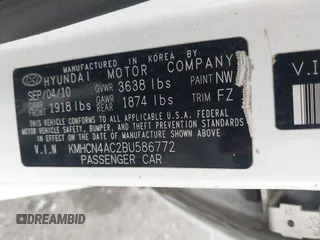 MANUFACTURED IN KOREA BY
HYUNDAI MOTOR COMPANY
SEP/04/10 GVWR 3638 lbs PAINT NW
GAWR FRONT 1918 lbs GAWR REAR 1874 lbs TRIM FZ
THIS VEHICLE CONFORMS TO ALL APPLICABLE
U.S. FEDERAL MOTOR VEHICLE SAFETY,
BUMPER, AND THEFT PREVENTION STANDARDS
IN EFFECT ON THE DATE OF MANUFACTURE
SHOWN ABOVE.
V.I.N KMHCN4AC2BU586772
PASSENGER CAR
V.I.
DREAMBID